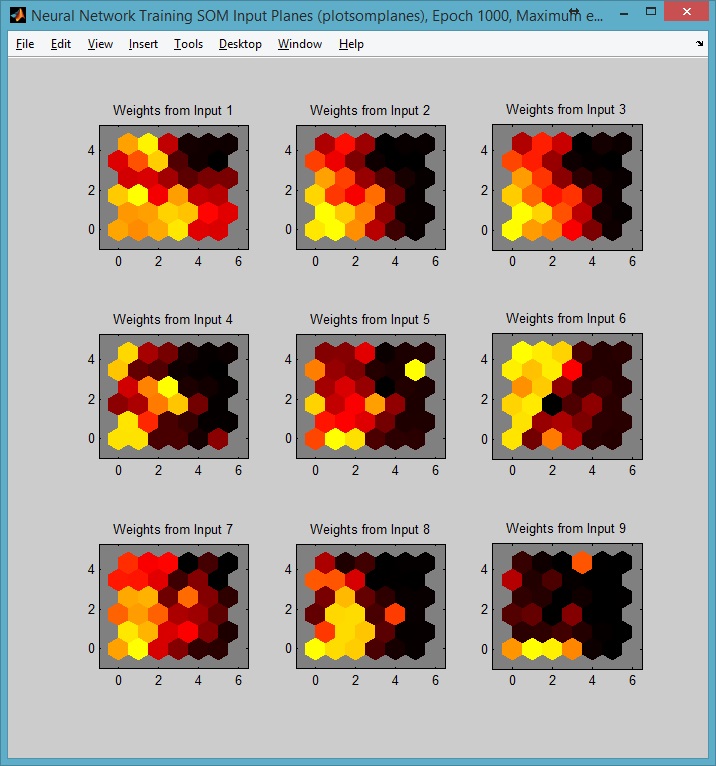 Neural Network Training SOM Input Planes (plotsomplanes), Epoch 1000, Maximum e...
File Edit View Insert Tools Desktop Window Help
Weights from Input 1 Weights from Input 2 Weights from Input 3
4 4 4
2 2 2
0 0 0
0 2 4 6 0 2 4 6 0 2 4 6
Weights from Input 4 Weights from Input 5 Weights from Input 6
4 4 4
2 2 2
0 0 0
0 2 4 6 0 2 4 6 0 2 4 6
Weights from Input 7 Weights from Input 8 Weights from Input 9
4 4 4
2 2 2
0 0 0
0 2 4 6 0 2 4 6 0 2 4 6